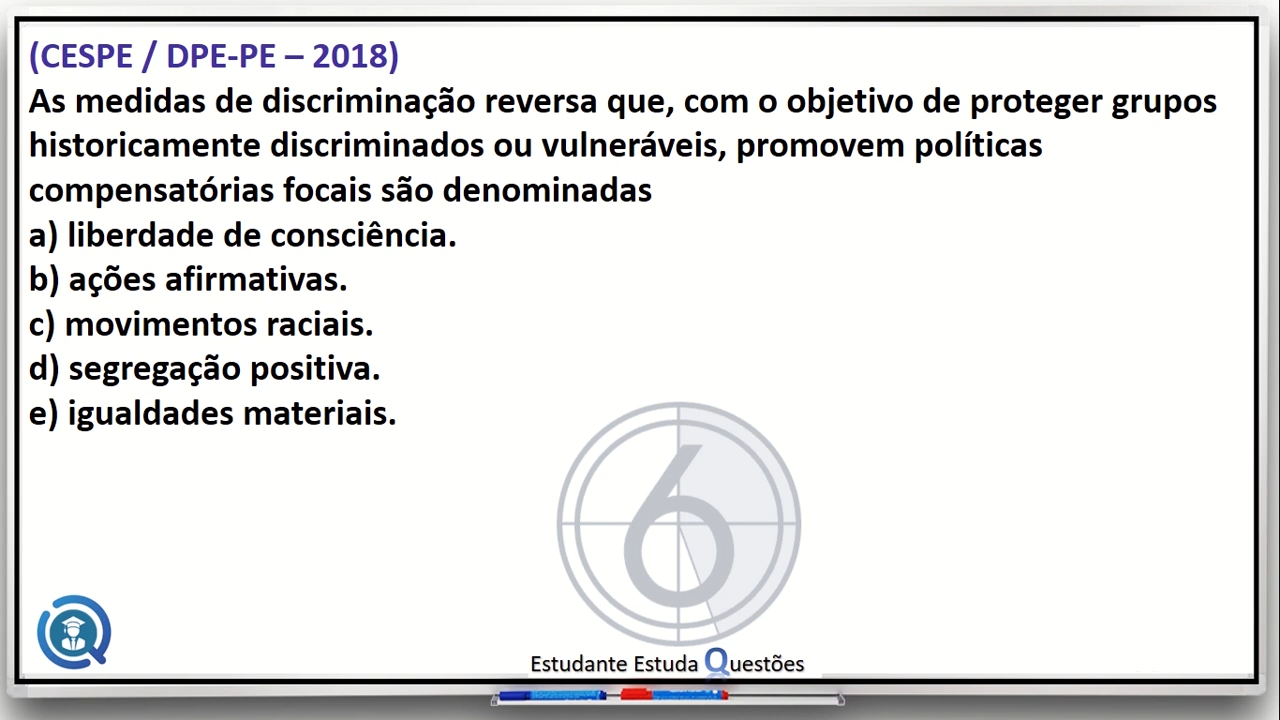 (CESPE / DPE-PE – 2018)
As medidas de discriminação reversa que, com o objetivo de proteger grupos
historicamente discriminados ou vulneráveis, promovem políticas
compensatórias focais são denominadas
a) liberdade de consciência.
b) ações afirmativas.
c) movimentos raciais.
d) segregação positiva.
e) igualdades materiais.
6
Estudante Estuda Questões